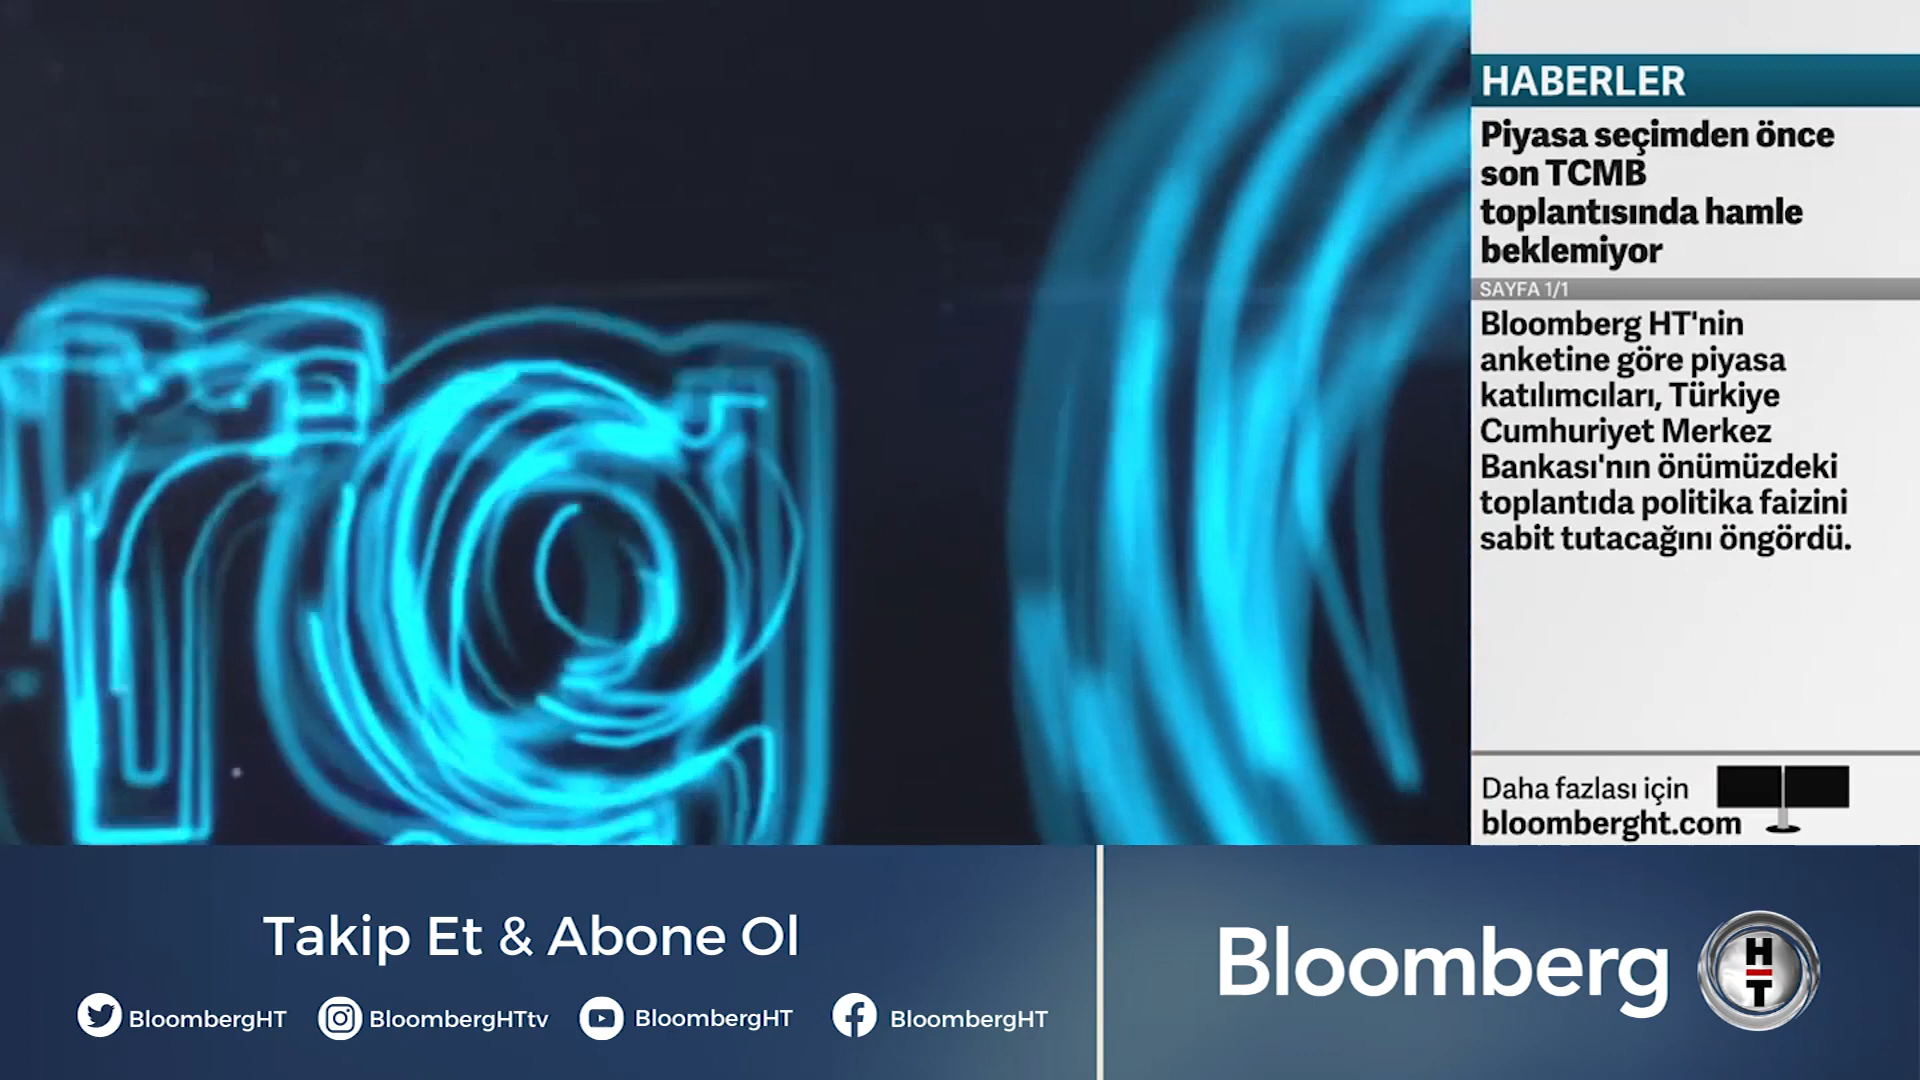 rg
HABERLER
Piyasa seçimden önce
son TCMB
toplantısında hamle
beklemiyor
SAYFA 1/1
Bloomberg HT'nin
anketine göre piyasa
katılımcıları, Türkiye
Cumhuriyet Merkez
Bankası'nın önümüzdeki
toplantıda politika faizini
sabit tutacağını öngördü.
Daha fazlası için
bloomberght.com
Takip Et & Abone Ol
BloombergHT
BloombergHTtv
BloombergHT
BloombergHT
Bloomberg
H
T